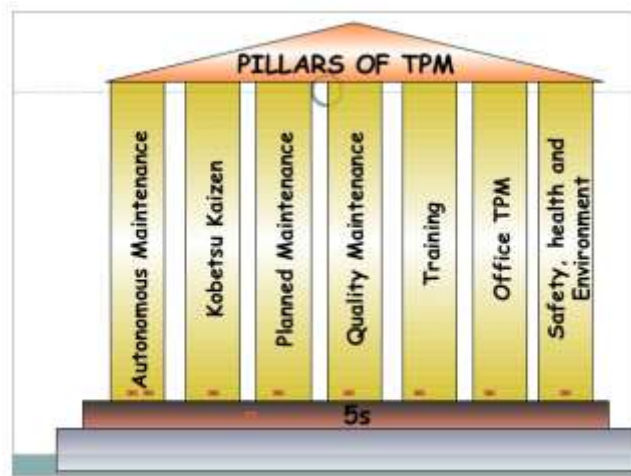 PILLARS OF TPM
Autonomous Maintenance
Kobetsu Kaizen
Planned Maintenance
Quality Maintenance
Training
Office TPM
Safety, health and
Environment
5s